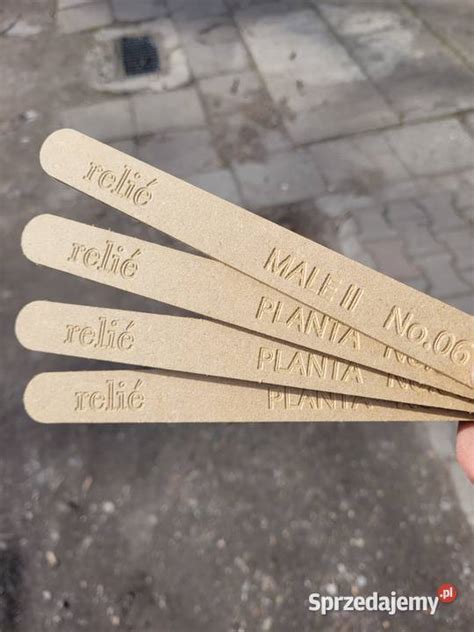 relié MALE II No.06
relié PLANTA
relié PLANTA
relié PLANTA
Sprzedajemy.pl